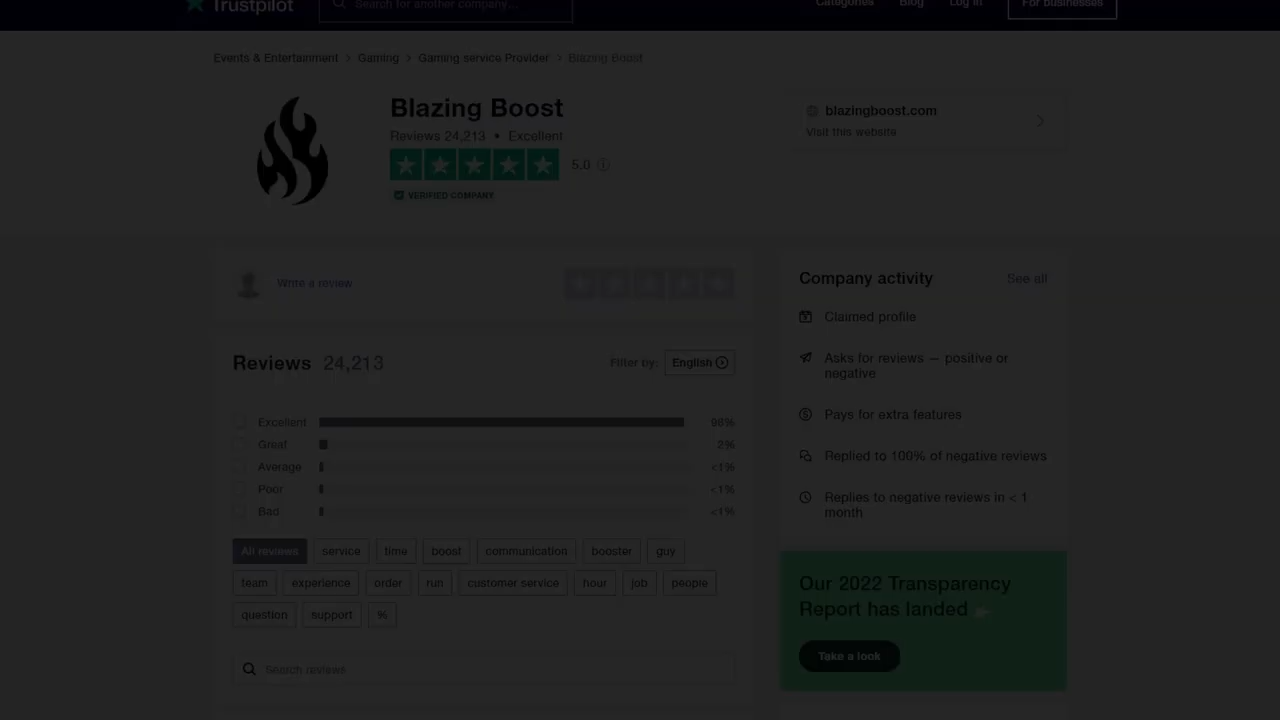 Trustpilot
Search for another company...
Categories
Blog
Log in
For businesses
Events & Entertainment > Gaming > Gaming service Provider > Blazing Boost
Blazing Boost
Reviews 24,213 • Excellent
5.0
VERIFIED COMPANY
blazingboost.com
Visit this website
Write a review
Reviews 24,213
Filter by: English
Excellent 98%
Great 2%
Average <1%
Poor <1%
Bad <1%
All reviews service time boost communication booster guy
team experience order run customer service hour job people
question support %
Search reviews
Company activity See all
Claimed profile
Asks for reviews — positive or
negative
Pays for extra features
Replied to 100% of negative reviews
Replies to negative reviews in < 1
month
Our 2022 Transparency
Report has landed
Take a look